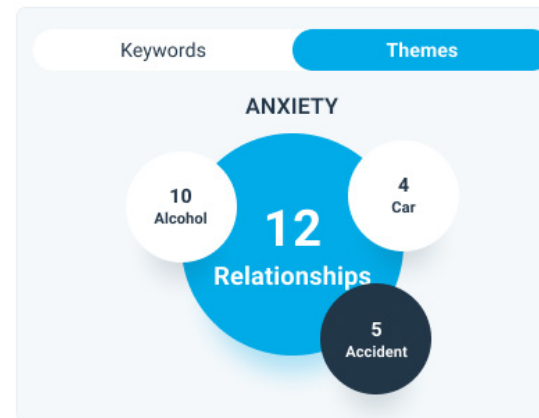 Keywords
Themes
ANXIETY
10
Alcohol
4
Car
12
Relationships
5
Accident